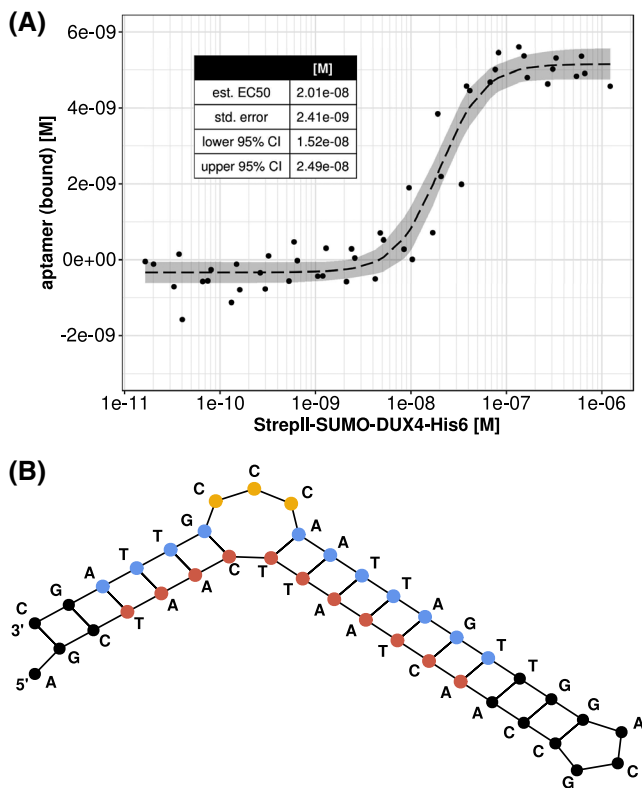 (A)
6e-09
4e-09
2e-09
0e+00
-2e-09
aptamer (bound) [M]
[M]
est. EC50 2.01e-08
std. error 2.41e-09
lower 95% CI 1.52e-08
upper 95% CI 2.49e-08
1e-11 1e-10 1e-09 1e-08 1e-07 1e-06
StrepII-SUMO-DUX4-His6 [M]
(B)
3' C G A T T G C C C A A T T A G T T G G A C
5' A G C T A A C T T A A T C A A C C G